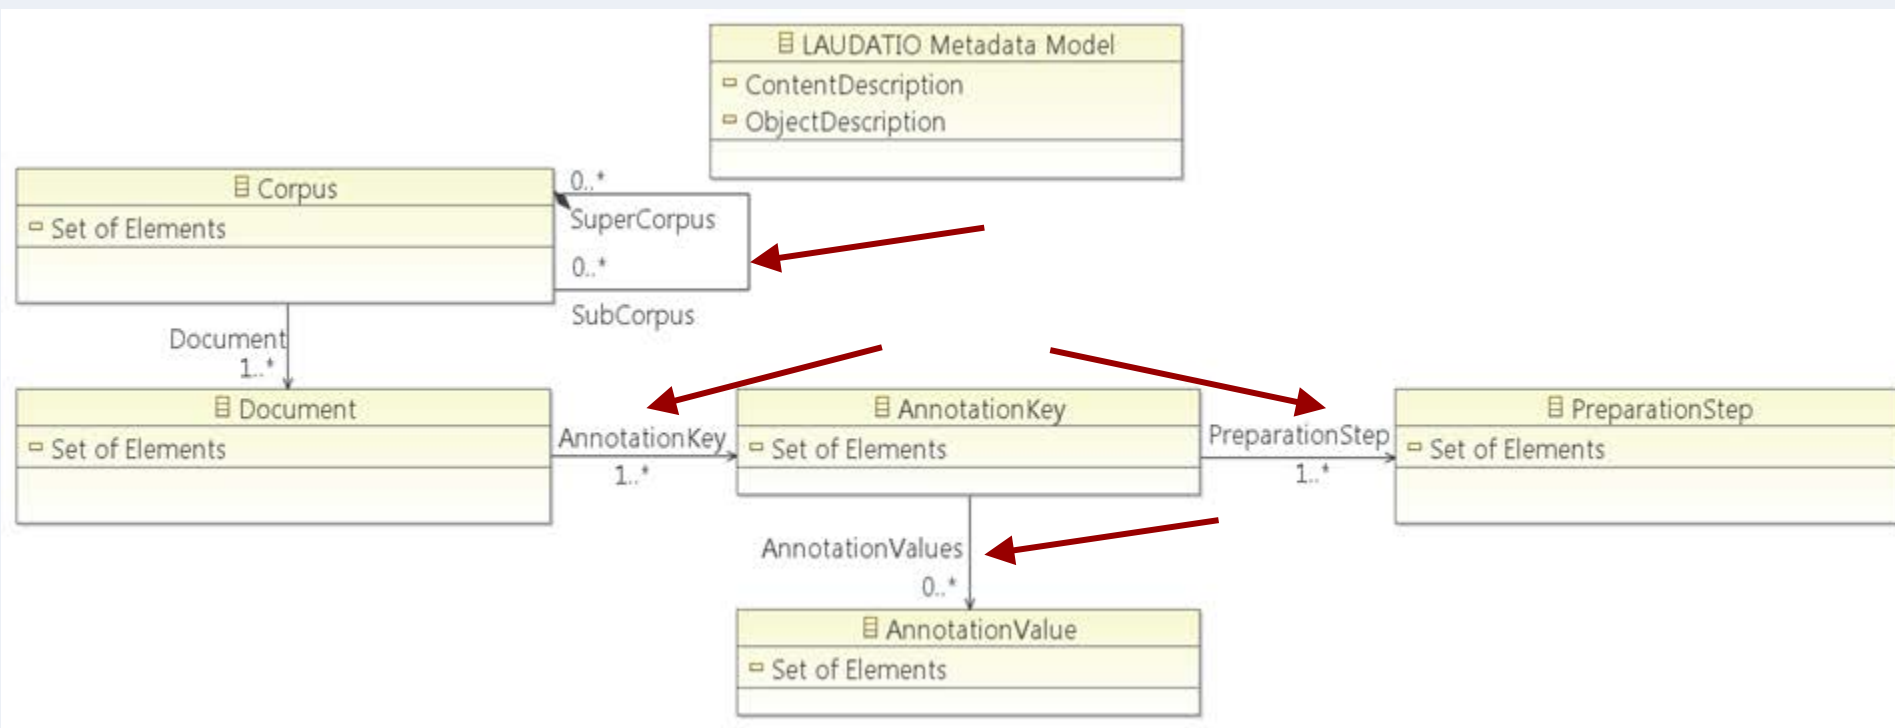 LAUDATIO Metadata Model
ContentDescription
ObjectDescription
Corpus
Set of Elements
0..*
SuperCorpus
0..*
SubCorpus
Document
1..*
Document
Set of Elements
AnnotationKey
1..*
AnnotationKey
Set of Elements
PreparationStep
1..*
PreparationStep
Set of Elements
AnnotationValues
0..*
AnnotationValue
Set of Elements